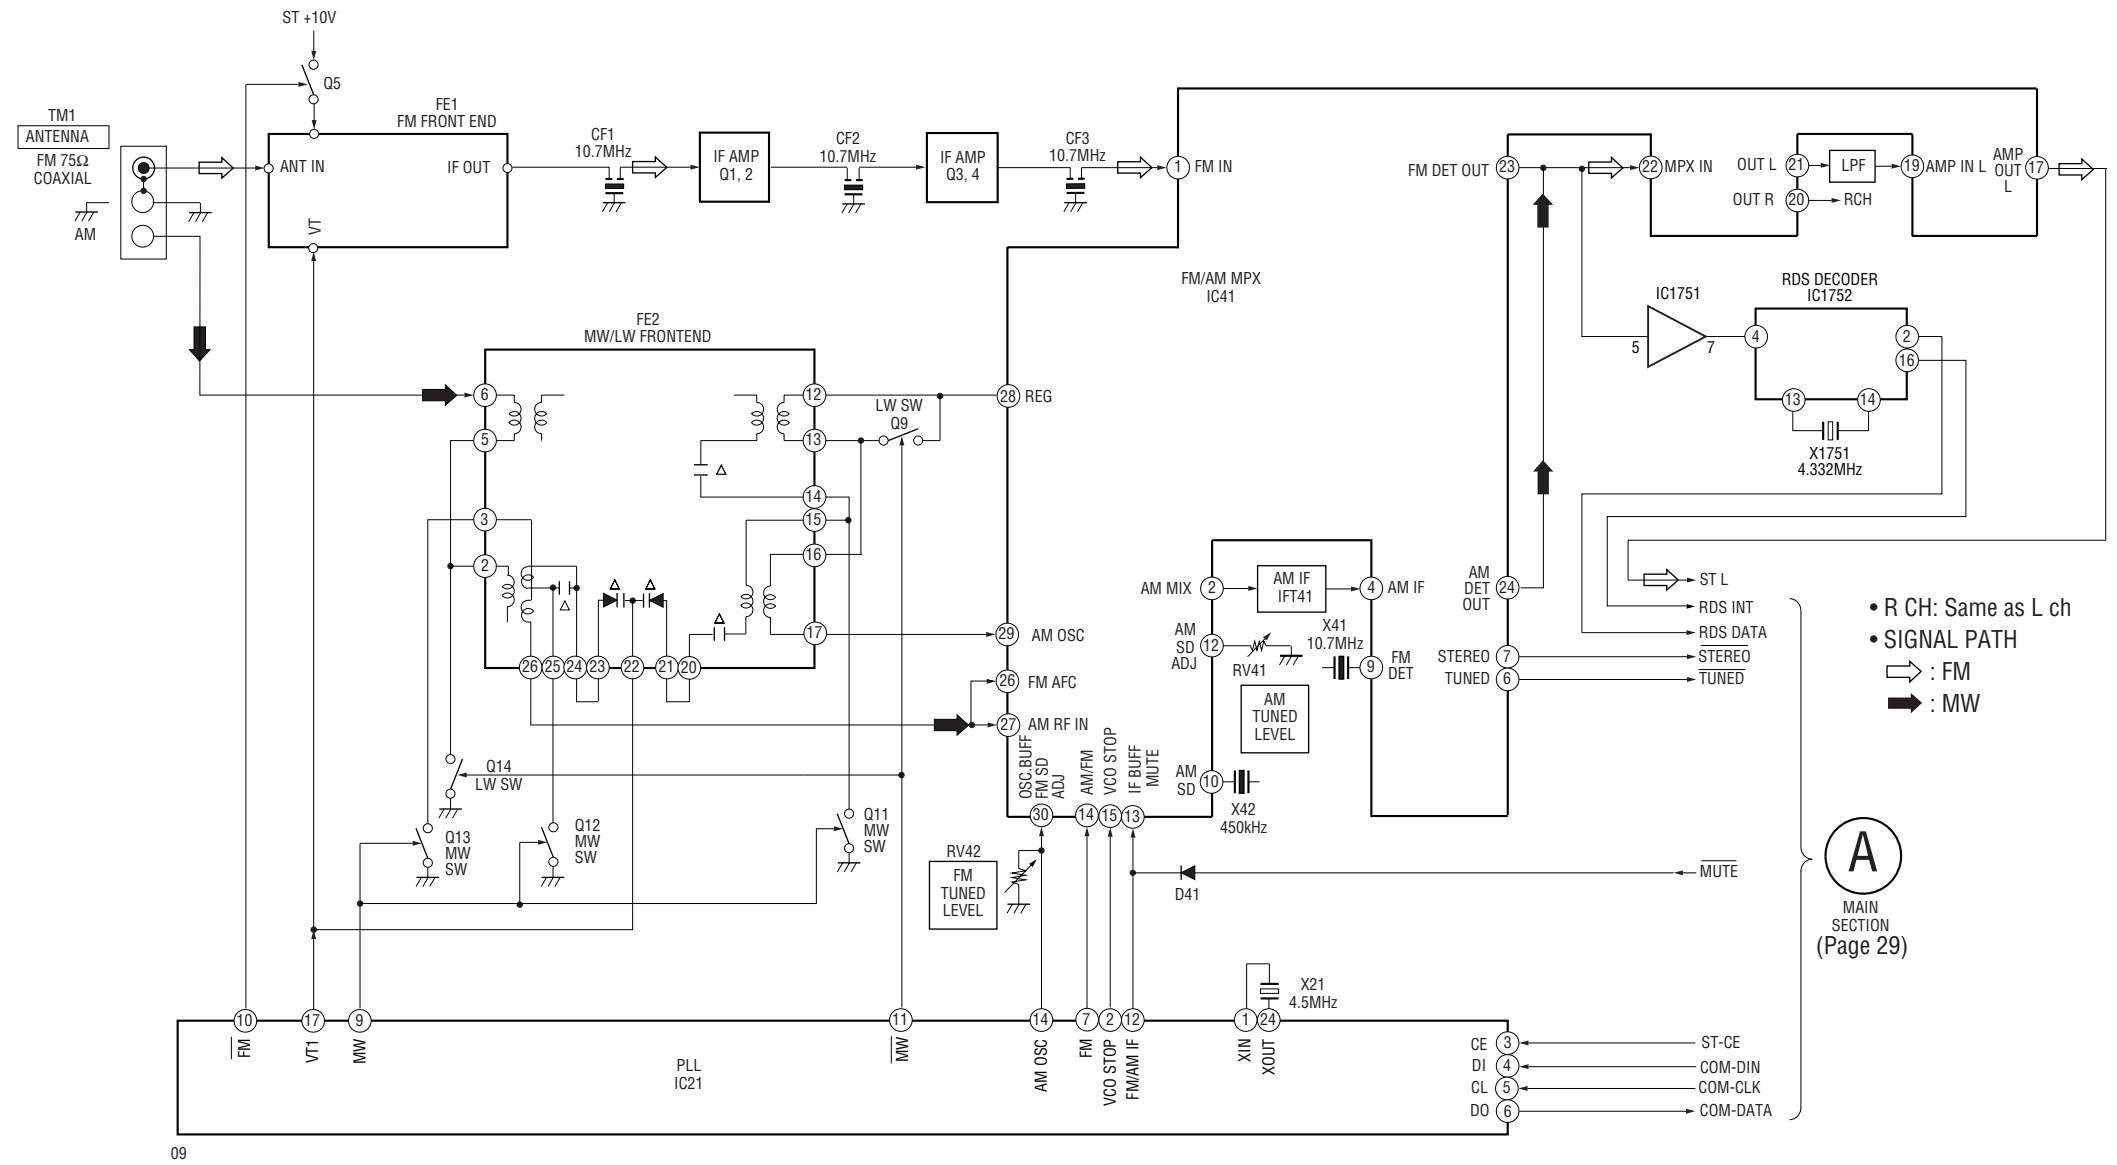 ST +10V
Q5
TM1
ANTENNA
FM 75Ω
COAXIAL
AM
FE1
FM FRONT END
ANT IN
IF OUT
VT
CF1
10.7MHz
IF AMP
Q1, 2
CF2
10.7MHz
IF AMP
Q3, 4
CF3
10.7MHz
1
FM IN
FM/AM MPX
IC41
FM DET OUT
23
22
MPX IN
OUT L
21
LPF
19
AMP IN L
AMP
OUT
L
17
OUT R
20
RCH
IC1751
5
7
RDS DECODER
IC1752
4
2
16
13
14
X1751
4.332MHz
FE2
MW/LW FRONTEND
6
5
3
2
12
13
14
15
16
17
26
25
24
23
22
21
20
Δ
Δ
Δ
Δ
Δ
LW SW
Q9
28
REG
29
AM OSC
26
FM AFC
27
AM RF IN
AM MIX
2
AM IF
IFT41
4
AM IF
AM
SD
ADJ
12
RV41
X41
10.7MHz
9
FM
DET
AM
TUNED
LEVEL
AM
SD
10
X42
450kHz
AM
DET
OUT
24
STEREO
7
TUNED
6
ST L
RDS INT
RDS DATA
STEREO
TUNED
• R CH: Same as L ch
• SIGNAL PATH
: FM
: MW
OSC.BUFF
FM SD
ADJ
AM/FM
VCO STOP
IF BUFF
MUTE
30
14
15
13
RV42
FM
TUNED
LEVEL
D41
MUTE
Q14
LW SW
Q13
MW
SW
Q12
MW
SW
Q11
MW
SW
A
MAIN
SECTION
(Page 29)
10
FM
17
VT1
9
MW
11
MW
14
AM OSC
7
FM
2
VCO STOP
12
FM/AM IF
1
XIN
24
XOUT
X21
4.5MHz
PLL
IC21
CE
3
ST-CE
DI
4
COM-DIN
CL
5
COM-CLK
DO
6
COM-DATA
09